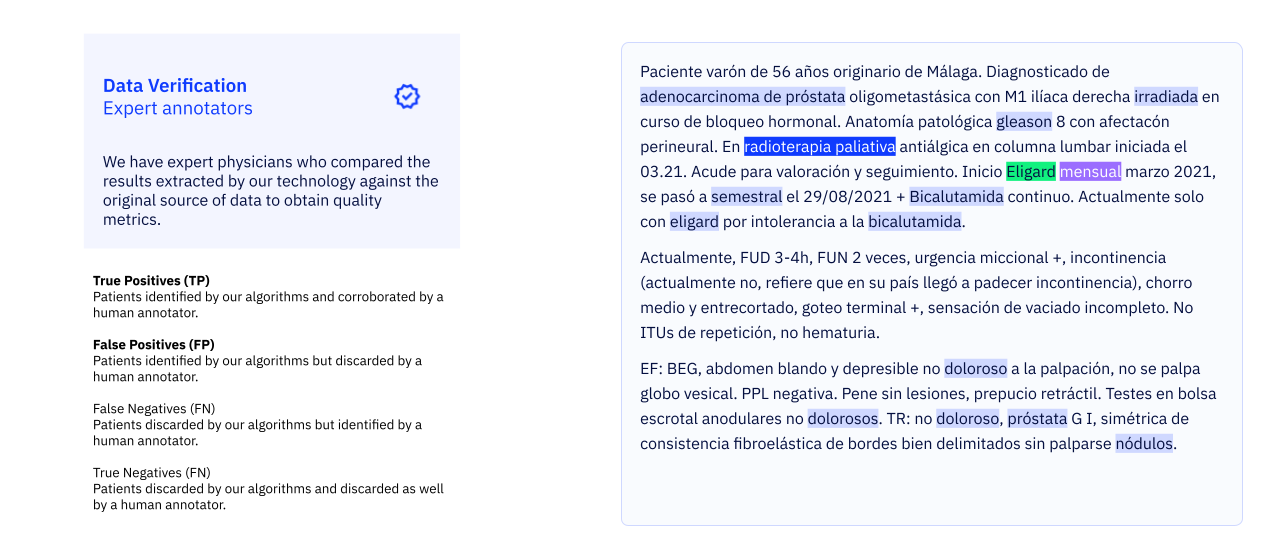 Data Verification
Expert annotators
We have expert physicians who compared the
results extracted by our technology against the
original source of data to obtain quality
metrics.
True Positives (TP)
Patients identified by our algorithms and corroborated by a
human annotator.
False Positives (FP)
Patients identified by our algorithms but discarded by a
human annotator.
False Negatives (FN)
Patients discarded by our algorithms but identified by a
human annotator.
True Negatives (FN)
Patients discarded by our algorithms and discarded as well
by a human annotator.
Paciente varón de 56 años originario de Málaga. Diagnosticado de
adenocarcinoma de próstata oligometastásica con M1 ilíaca derecha irradiada en
curso de bloqueo hormonal. Anatomía patológica gleason 8 con afectacón
perineural. En radioterapia paliativa antiálgica en columna lumbar iniciada el
03.21. Acude para valoración y seguimiento. Inicio Eligard mensual marzo 2021,
se pasó a semestral el 29/08/2021 + Bicalutamida continuo. Actualmente solo
con eligard por intolerancia a la bicalutamida.
Actualmente, FUD 3-4h, FUN 2 veces, urgencia miccional +, incontinencia
(actualmente no, refiere que en su país llegó a padecer incontinencia), chorro
medio y entrecortado, goteo terminal +, sensación de vaciado incompleto. No
ITUs de repetición, no hematuria.
EF: BEG, abdomen blando y depresible no doloroso a la palpación, no se palpa
globo vesical. PPL negativa. Pene sin lesiones, prepucio retráctil. Testes en bolsa
escrotal anodulares no dolorosos. TR: no doloroso, próstata G I, simétrica de
consistencia fibroelástica de bordes bien delimitados sin palparse nódulos.